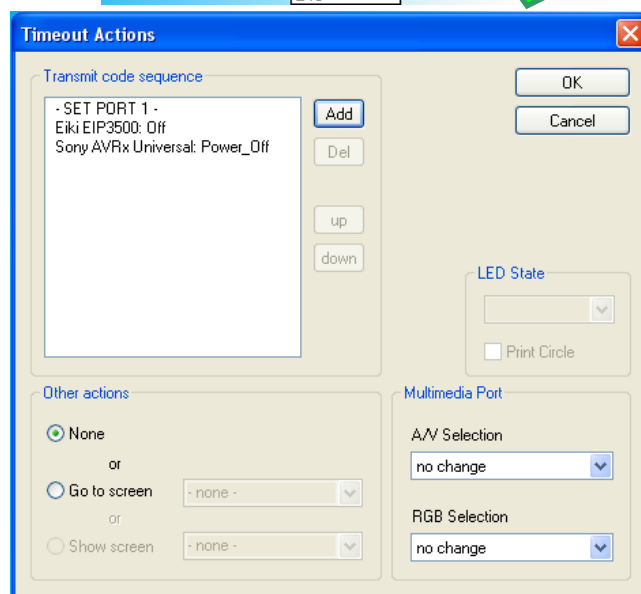 Timeout Actions
Transmit code sequence
- SET PORT 1 -
Eiki EIP3500: Off
Sony AVRx Universal: Power_Off
Add
Del
up
down
OK
Cancel
LED State
Print Circle
Other actions
None
or
Go to screen
- none -
or
Show screen
- none -
Multimedia Port
A/V Selection
no change
RGB Selection
no change